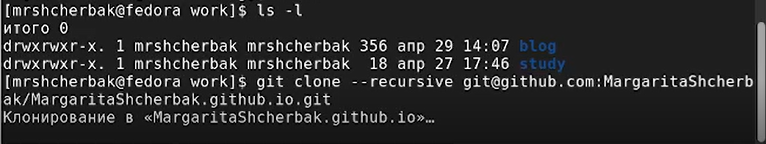 [mrshcherbak@fedora work]$ ls -l
итого 0
drwxrwxr-x. 1 mrshcherbak mrshcherbak 356 апр 29 14:07 blog
drwxrwxr-x. 1 mrshcherbak mrshcherbak  18 апр 27 17:46 study
[mrshcherbak@fedora work]$ git clone --recursive git@github.com:MargaritaShcherb
ak/MargaritaShcherbak.github.io.git
Клонирование в «MargaritaShcherbak.github.io»…